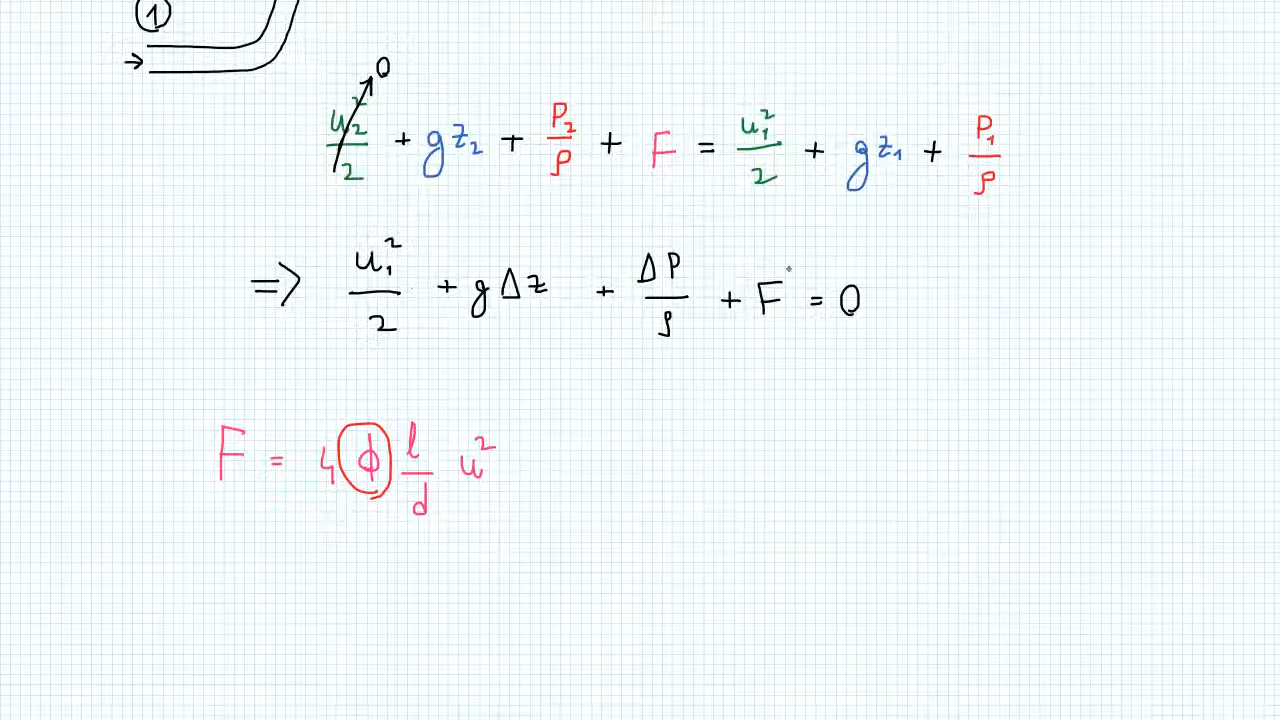 ①
→
u₂²/2 → 0 + gz₂ + P₂/ρ + F = u₁²/2 + gz₁ + P₁/ρ
=> u₁²/2 + gΔz + ΔP/ρ + F = 0
F = 4 ϕ l/d u²